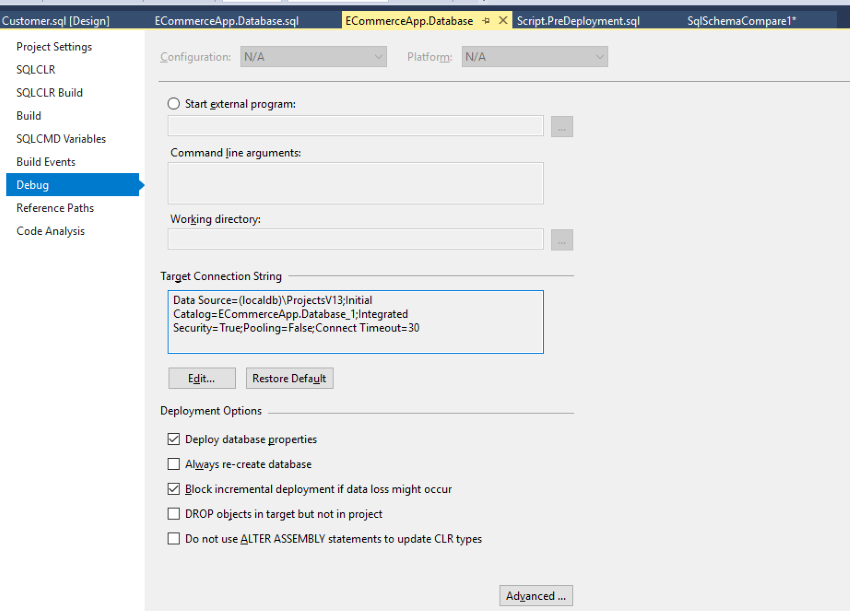 Customer.sql [Design] ECommerceApp.Database.sql ECommerceApp.Database Script.PreDeployment.sql SqlSchemaCompare1*
Project Settings
SQLCLR
SQLCLR Build
Build
SQLCMD Variables
Build Events
Debug
Reference Paths
Code Analysis
Configuration: N/A Platform: N/A
Start external program:
...
Command line arguments:
Working directory:
...
Target Connection String
Data Source=(localdb)\ProjectsV13;Initial
Catalog=ECommerceApp.Database_1;Integrated
Security=True;Pooling=False;Connect Timeout=30
Edit... Restore Default
Deployment Options
Deploy database properties
Always re-create database
Block incremental deployment if data loss might occur
DROP objects in target but not in project
Do not use ALTER ASSEMBLY statements to update CLR types
Advanced ...